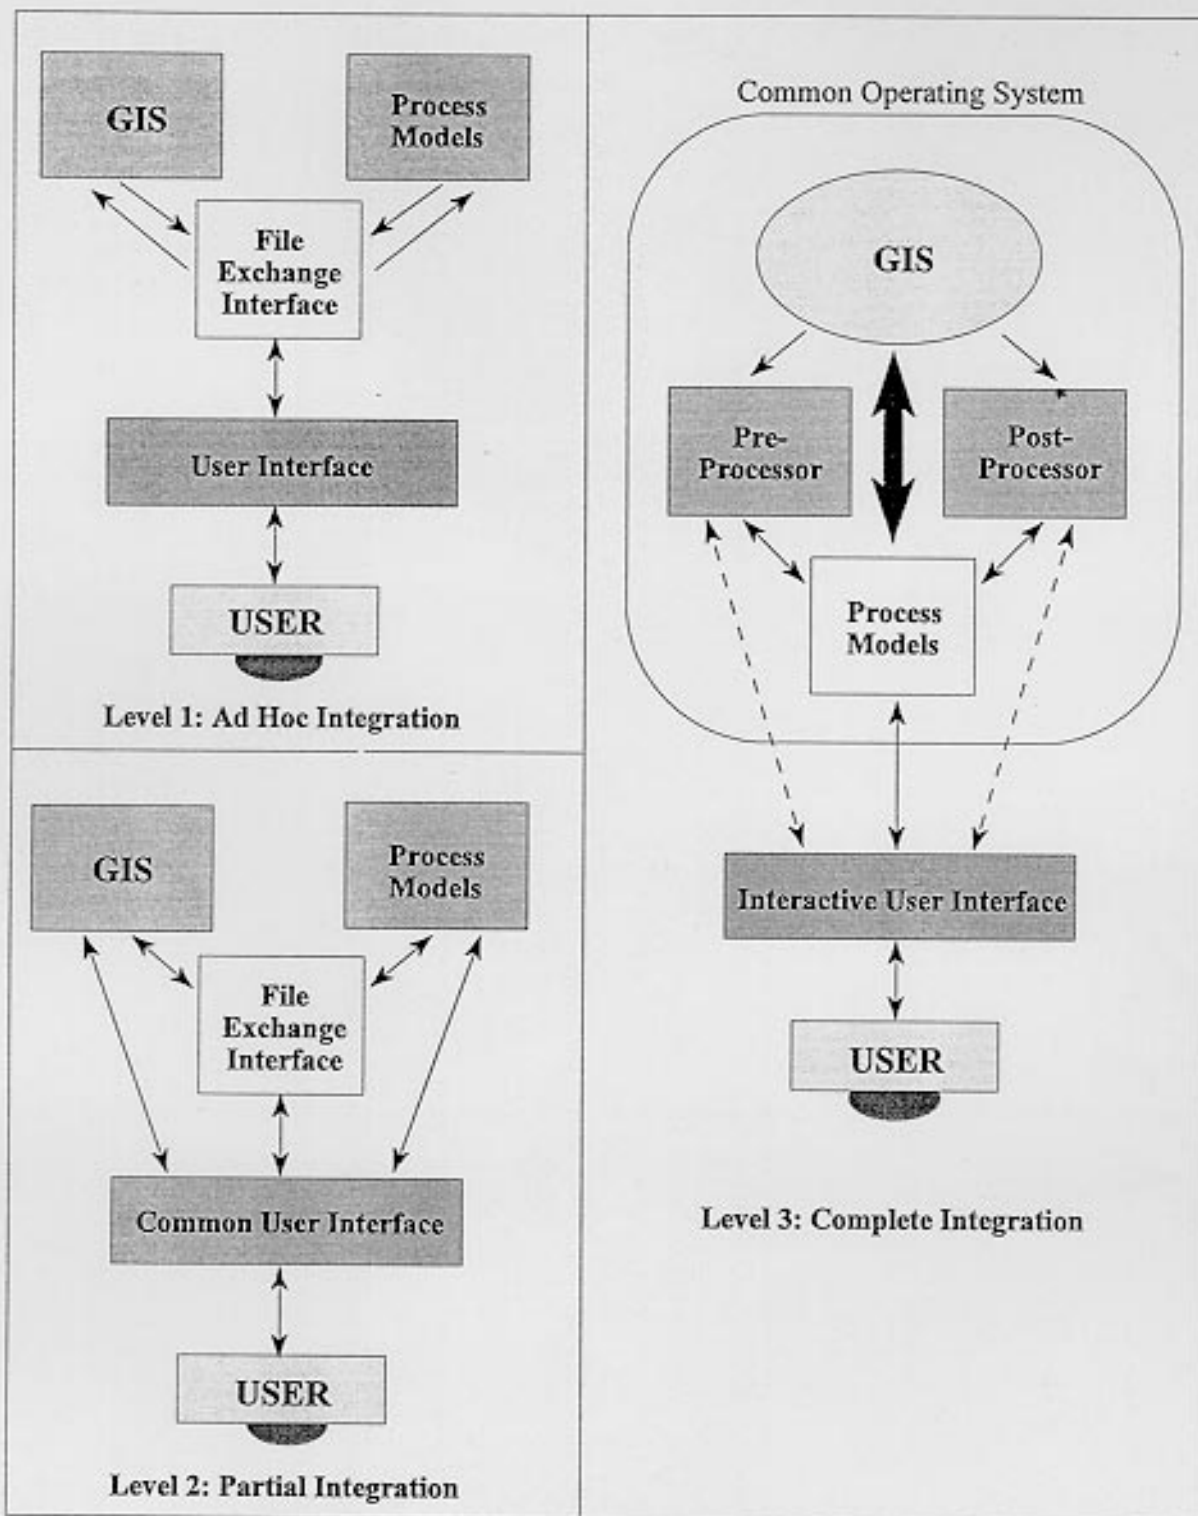 GIS
Process
Models
File
Exchange
Interface
User Interface
USER
Level 1: Ad Hoc Integration
GIS
Process
Models
File
Exchange
Interface
Common User Interface
USER
Level 2: Partial Integration
Common Operating System
GIS
Pre-
Processor
Post-
Processor
Process
Models
Interactive User Interface
USER
Level 3: Complete Integration